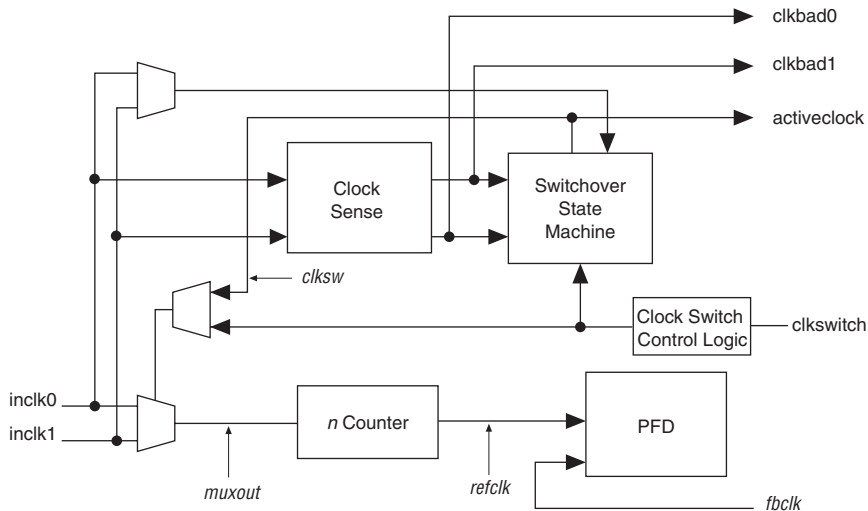 clkbad0
clkbad1
activeclock
Clock
Sense
Switchover
State
Machine
clksw
Clock Switch
Control Logic
clkswitch
inclk0
inclk1
n Counter
PFD
muxout
refclk
fbclk